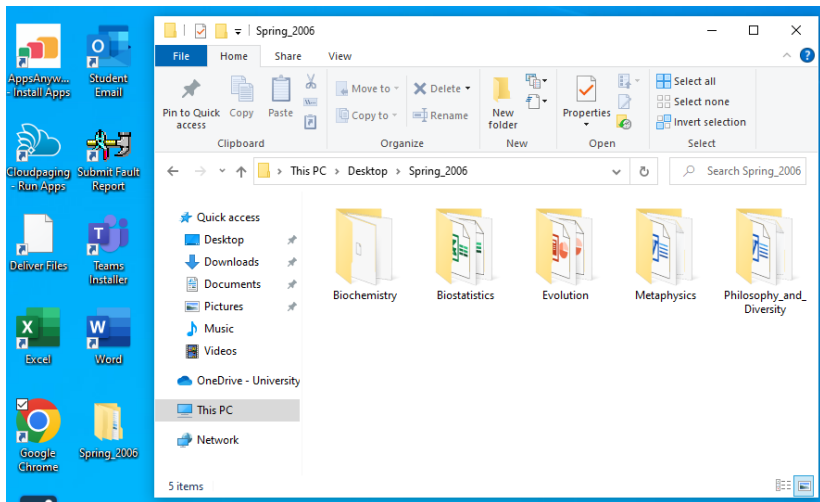 AppsAnyw...
- Install Apps
Student
Email
Cloudpaging
- Run Apps
Submit Fault
Report
Deliver Files
Teams
Installer
Excel
Word
Google
Chrome
Spring_2006
Spring_2006
File
Home
Share
View
Pin to Quick
access
Copy
Paste
Clipboard
Move to
Copy to
Delete
Rename
Organize
New
folder
New
Properties
Open
Select all
Select none
Invert selection
Select
This PC > Desktop > Spring_2006
Search Spring_2006
Quick access
Desktop
Downloads
Documents
Pictures
Music
Videos
OneDrive - University
This PC
Network
Biochemistry
Biostatistics
Evolution
Metaphysics
Philosophy_and_
Diversity
5 items